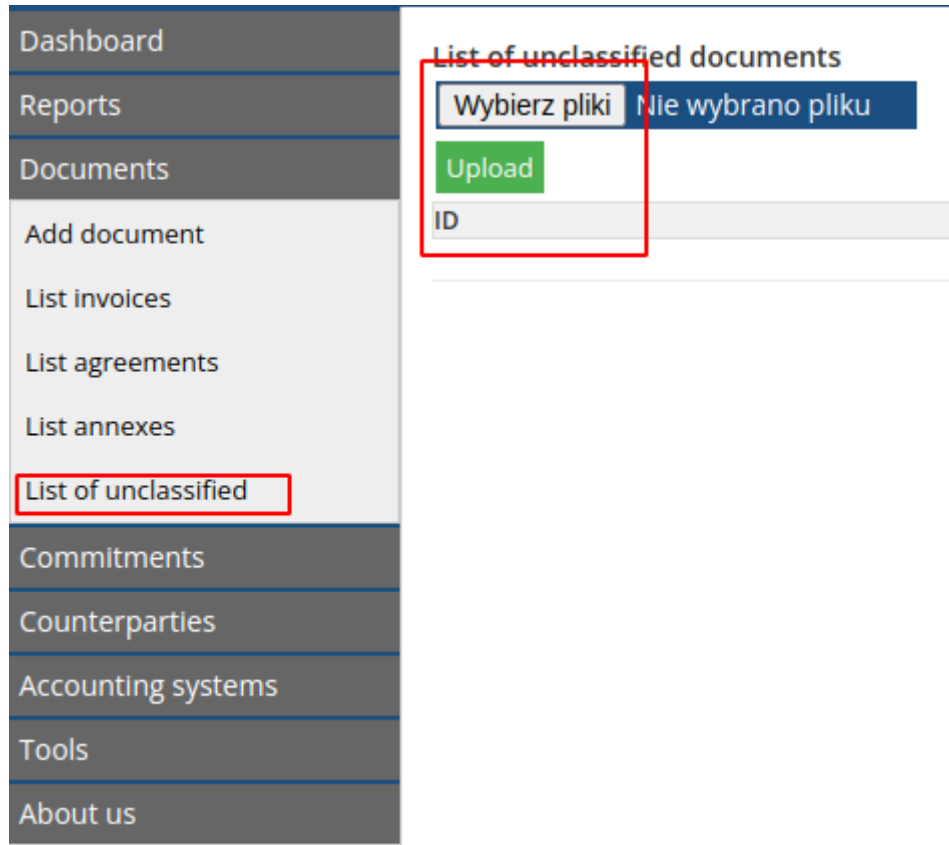 Dashboard
Reports
Documents
Add document
List invoices
List agreements
List annexes
List of unclassified
Commitments
Counterparties
Accounting systems
Tools
About us
List of unclassified documents
Wybierz pliki Nie wybrano pliku
Upload
ID